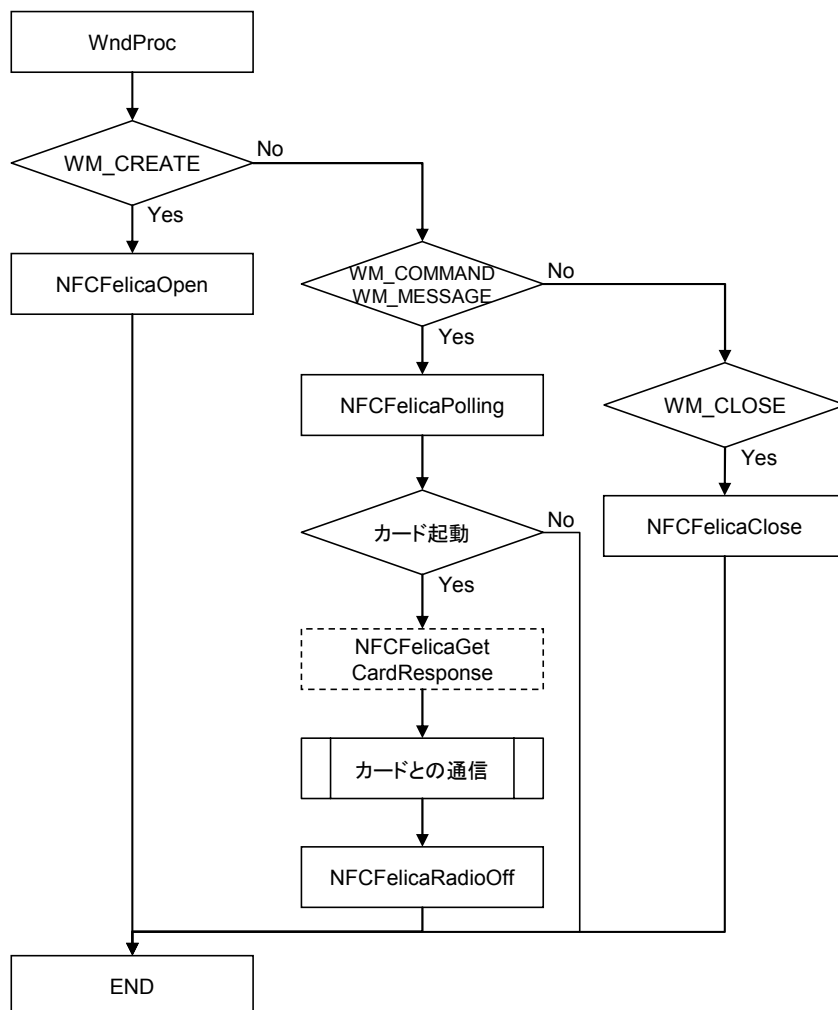 WndProc
WM_CREATE
No
Yes
NFCFelicaOpen
WM_COMMAND
WM_MESSAGE
No
Yes
NFCFelicaPolling
WM_CLOSE
Yes
NFCFelicaClose
カード起動
No
Yes
NFCFelicaGet
CardResponse
カードとの通信
NFCFelicaRadioOff
END